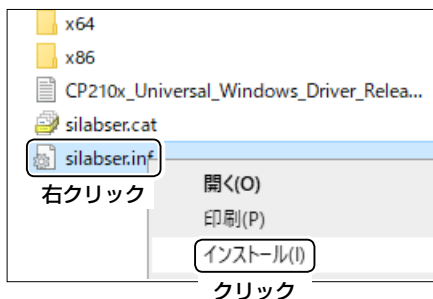 x64
x86
CP210x_Universal_Windows_Driver_Relea...
silabser.cat
silabser.inf
右クリック
開く(O)
印刷(P)
インストール(I)
クリック